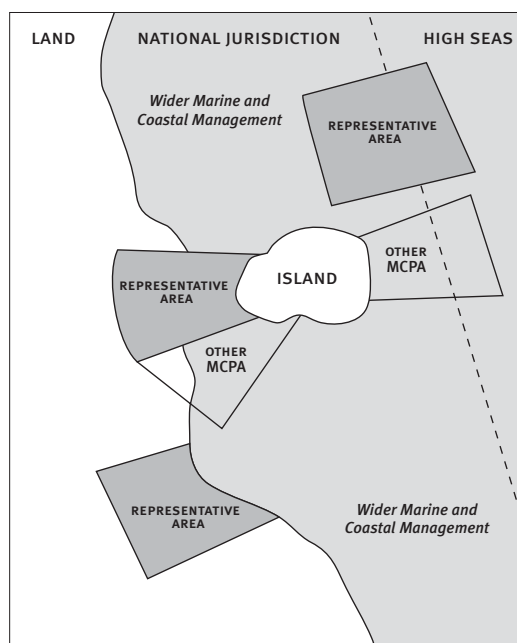 LAND NATIONAL JURISDICTION HIGH SEAS
Wider Marine and
Coastal Management
REPRESENTATIVE
AREA
OTHER
MCPA
ISLAND
REPRESENTATIVE
AREA
OTHER
MCPA
REPRESENTATIVE
AREA
Wider Marine and
Coastal Management